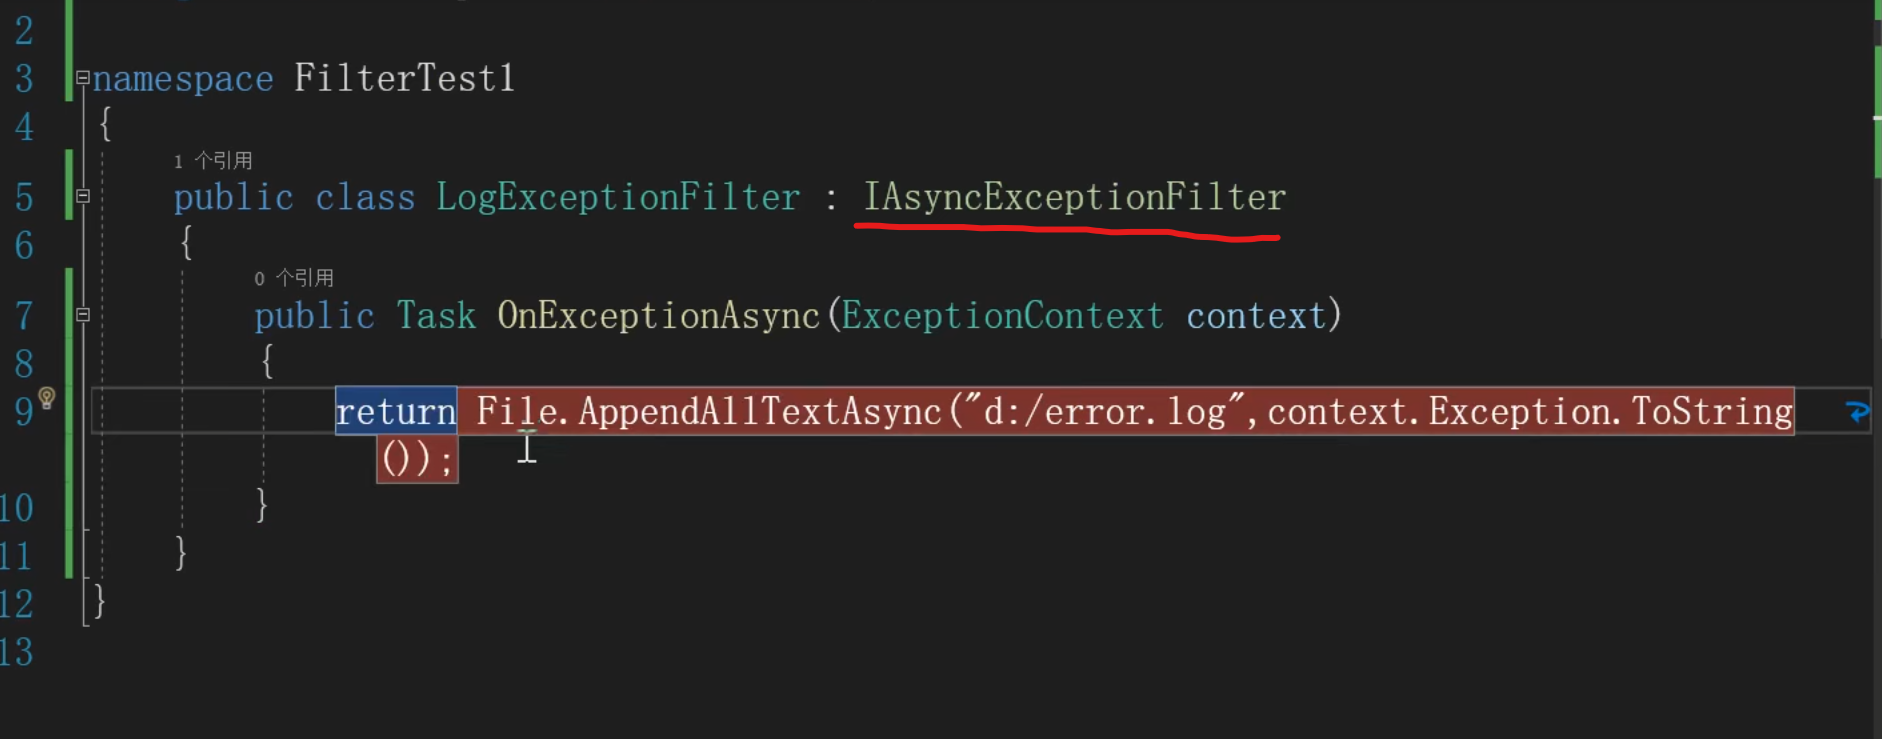 2
3 namespace FilterTest1
4 {
1 个引用
5 public class LogExceptionFilter : IAsyncExceptionFilter
6 {
0 个引用
7 public Task OnExceptionAsync(ExceptionContext context)
8 {
9 return File.AppendAllTextAsync("d:/error.log",context.Exception.ToString
());
10 }
11 }
12 }
13